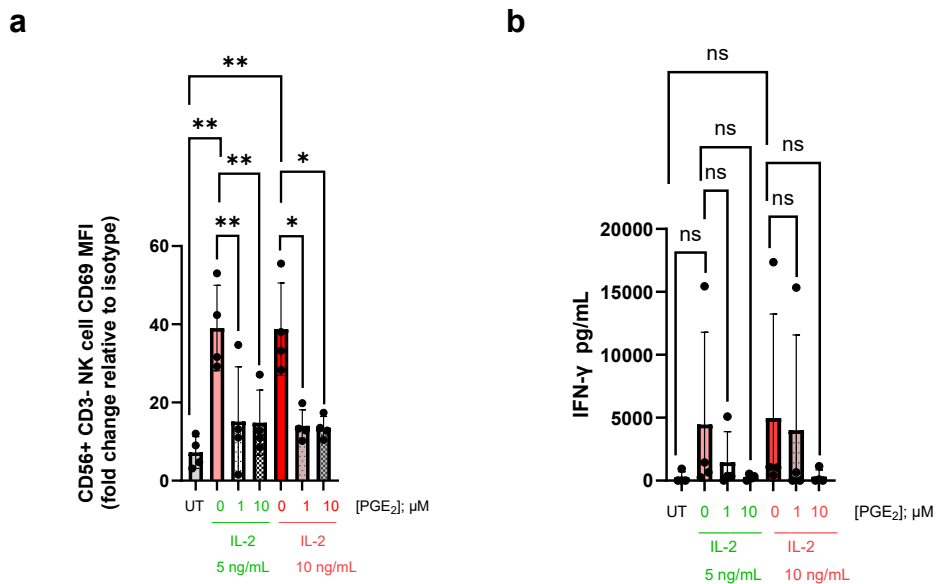 a
**
**
**
*
**
*
CD56+ CD3- NK cell CD69 MFI
(fold change relative to isotype)
60
40
20
0
UT 0 1 10 0 1 10 [PGE₂]; μM
IL-2 IL-2
5 ng/mL 10 ng/mL
b
ns
ns
ns
ns
ns
ns
IFN-γ pg/mL
20000
15000
10000
5000
0
UT 0 1 10 0 1 10 [PGE₂]; μM
IL-2 IL-2
5 ng/mL 10 ng/mL